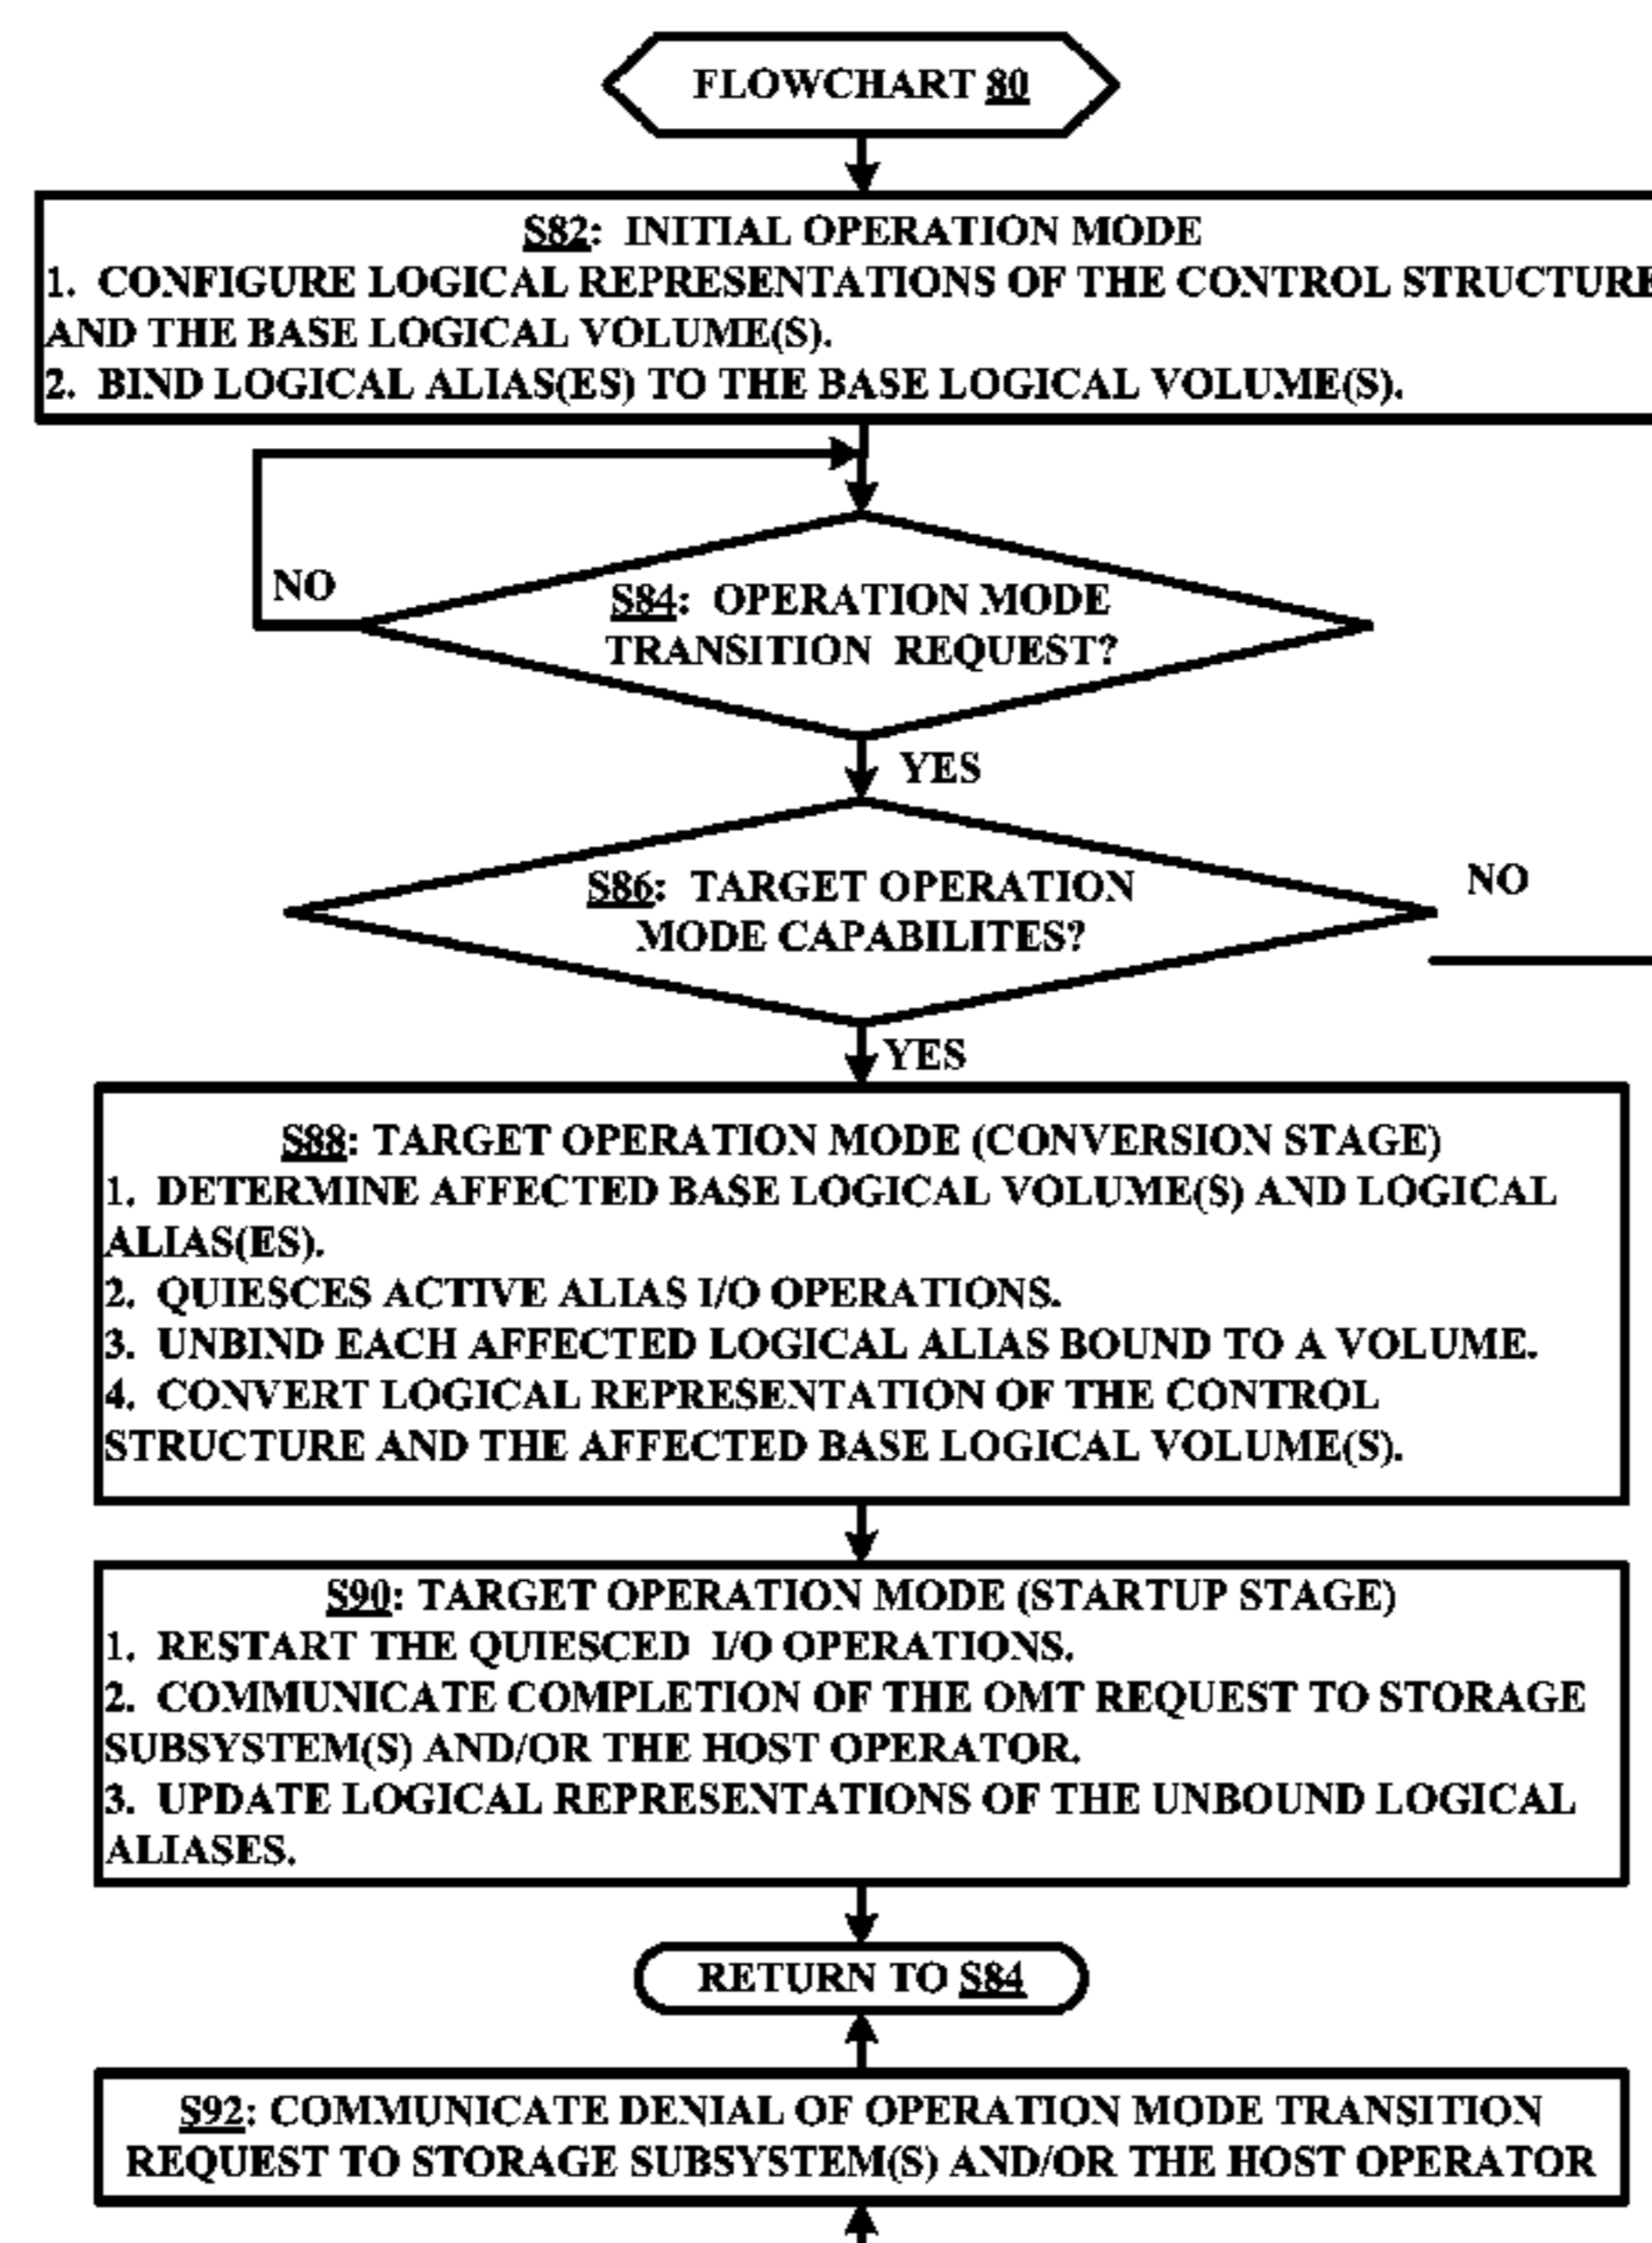 FLOWCHART 80
S82: INITIAL OPERATION MODE
1. CONFIGURE LOGICAL REPRESENTATIONS OF THE CONTROL STRUCTURE
AND THE BASE LOGICAL VOLUME(S).
2. BIND LOGICAL ALIAS(ES) TO THE BASE LOGICAL VOLUME(S).
NO
S84: OPERATION MODE
TRANSITION REQUEST?
YES
S86: TARGET OPERATION
MODE CAPABILITES?
NO
YES
S88: TARGET OPERATION MODE (CONVERSION STAGE)
1. DETERMINE AFFECTED BASE LOGICAL VOLUME(S) AND LOGICAL
ALIAS(ES).
2. QUIESCES ACTIVE ALIAS I/O OPERATIONS.
3. UNBIND EACH AFFECTED LOGICAL ALIAS BOUND TO A VOLUME.
4. CONVERT LOGICAL REPRESENTATION OF THE CONTROL
STRUCTURE AND THE AFFECTED BASE LOGICAL VOLUME(S).
S90: TARGET OPERATION MODE (STARTUP STAGE)
1. RESTART THE QUIESCED I/O OPERATIONS.
2. COMMUNICATE COMPLETION OF THE OMT REQUEST TO STORAGE
SUBSYSTEM(S) AND/OR THE HOST OPERATOR.
3. UPDATE LOGICAL REPRESENTATIONS OF THE UNBOUND LOGICAL
ALIASES.
RETURN TO S84
S92: COMMUNICATE DENIAL OF OPERATION MODE TRANSITION
REQUEST TO STORAGE SUBSYSTEM(S) AND/OR THE HOST OPERATOR